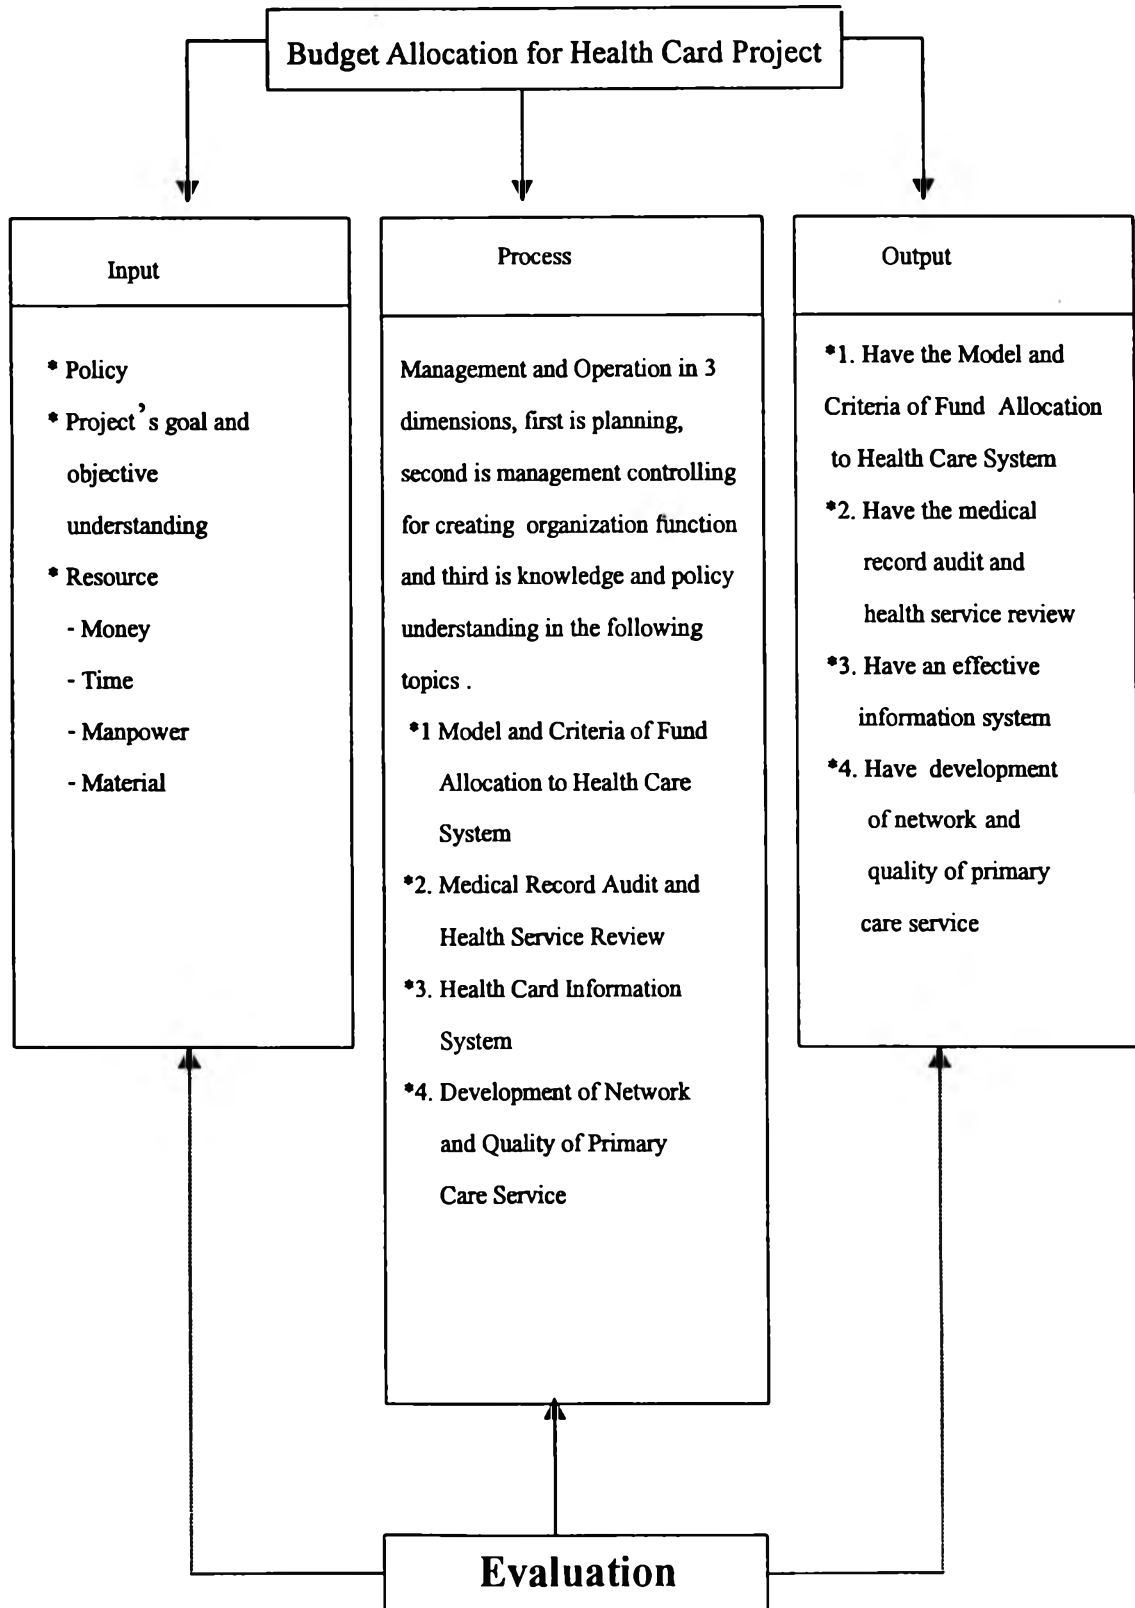 Budget Allocation for Health Card Project
Input
* Policy
* Project's goal and
objective
understanding
* Resource
- Money
- Time
- Manpower
- Material
Process
Management and Operation in 3
dimensions, first is planning,
second is management controlling
for creating organization function
and third is knowledge and policy
understanding in the following
topics .
*1 Model and Criteria of Fund
Allocation to Health Care
System
*2. Medical Record Audit and
Health Service Review
*3. Health Card Information
System
*4. Development of Network
and Quality of Primary
Care Service
Output
*1. Have the Model and
Criteria of Fund Allocation
to Health Care System
*2. Have the medical
record audit and
health service review
*3. Have an effective
information system
*4. Have development
of network and
quality of primary
care service
Evaluation